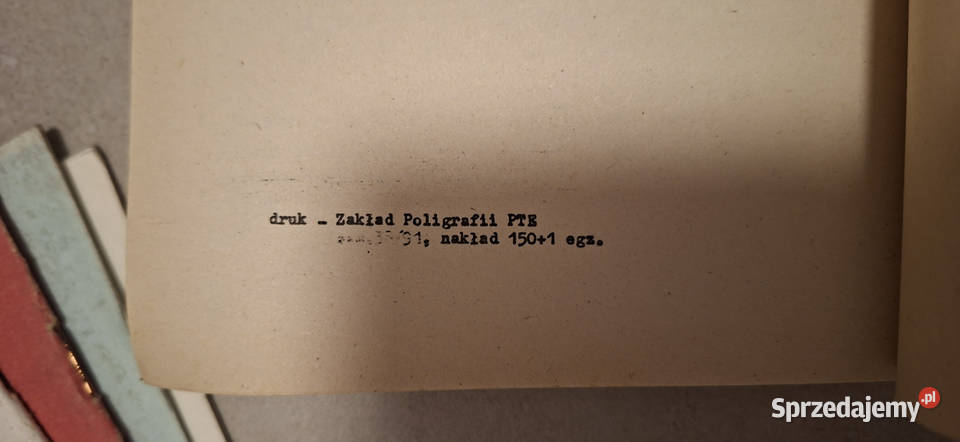 druk - Zakład Poligrafii PTE
nakład 150+1 egz.
Sprzedajemy.pl